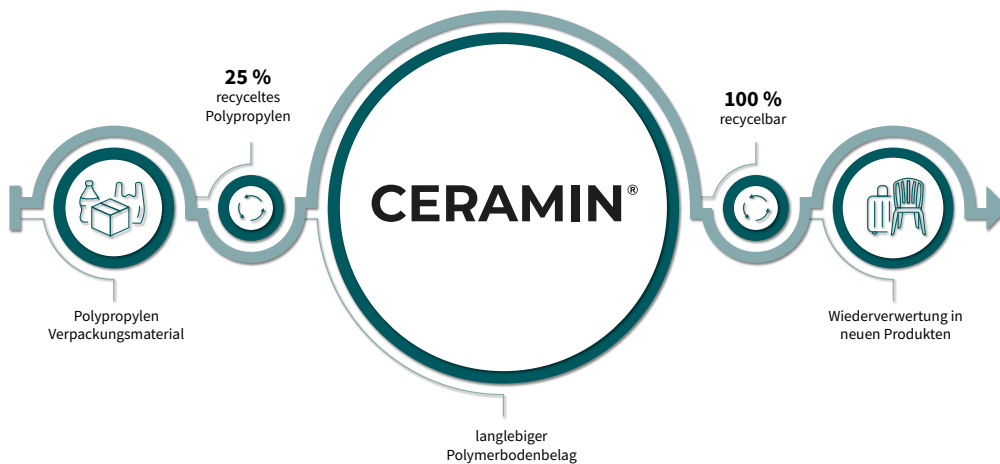 25 %
recyceltes
Polypropylen
100 %
recycelbar
CERAMIN®
Polypropylen
Verpackungsmaterial
Wiederverwertung in
neuen Produkten
langlebiger
Polymerbodenbelag